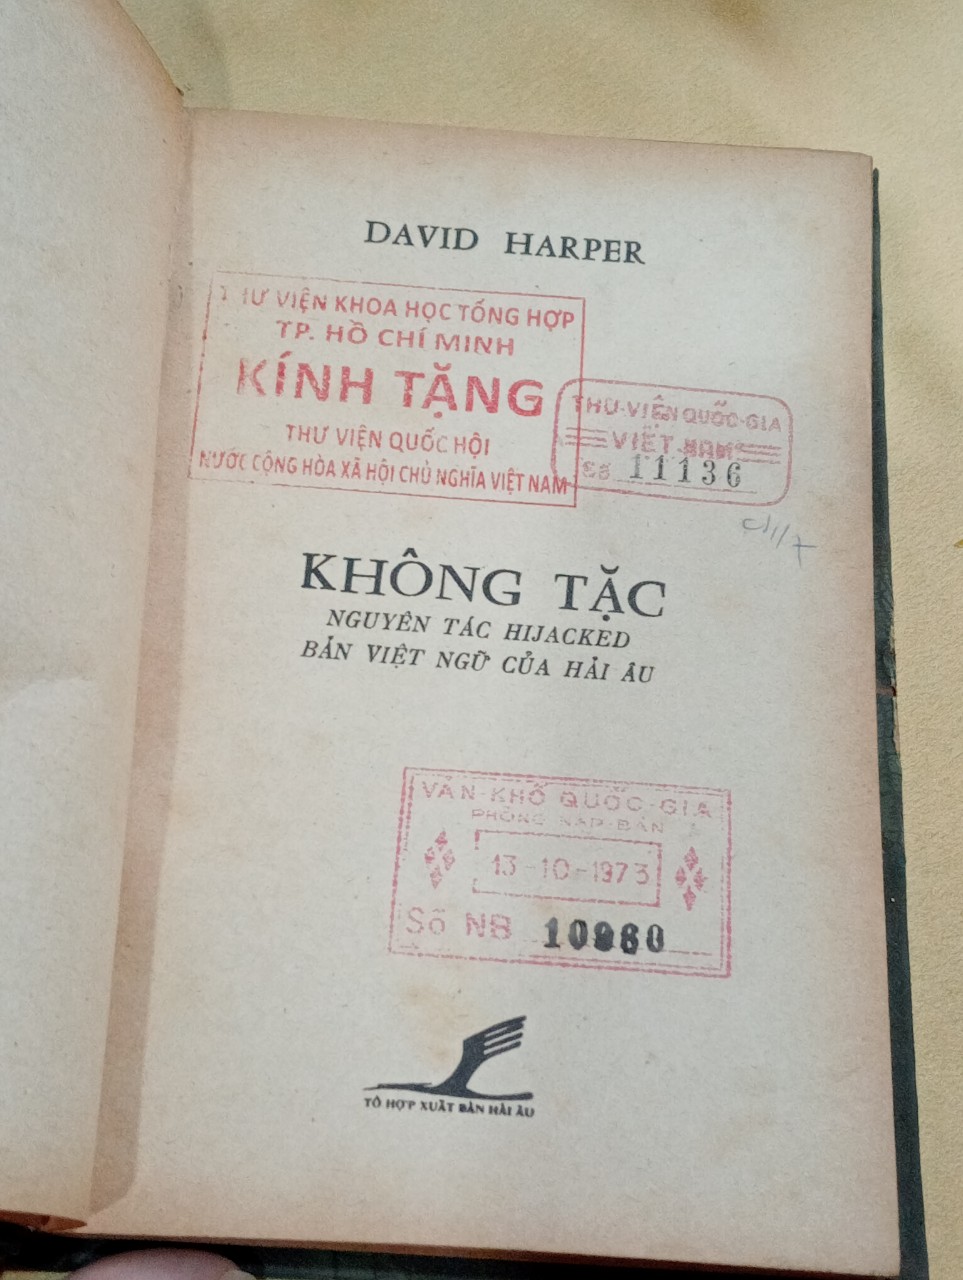 DAVID HARPER
THƯ VIỆN KHOA HỌC TỔNG HỢP
TP. HỒ CHÍ MINH
KÍNH TẶNG
THƯ VIỆN QUỐC HỘI
NƯỚC CỘNG HÒA XÃ HỘI CHỦ NGHĨA VIỆT NAM
THU-VIỆN QUỐC-GIA
VIỆT-NAM
Số 11136
KHÔNG TẶC
NGUYÊN TÁC HIJACKED
BẢN VIỆT NGỮ CỦA HẢI ÂU
VĂN-KHỐ QUỐC-GIA
PHÒNG NẠP-BẢN
13-10-1973
Số NB 10960
TỔ HỢP XUẤT BẢN HẢI ÂU